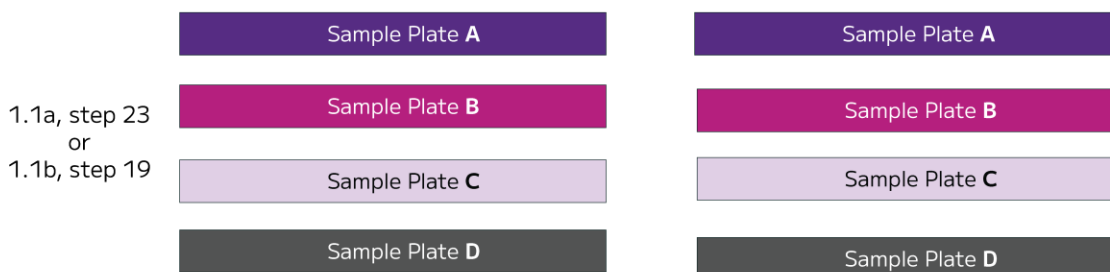 Sample Plate A
Sample Plate A
1.1a, step 23
or
1.1b, step 19
Sample Plate B
Sample Plate B
Sample Plate C
Sample Plate C
Sample Plate D
Sample Plate D